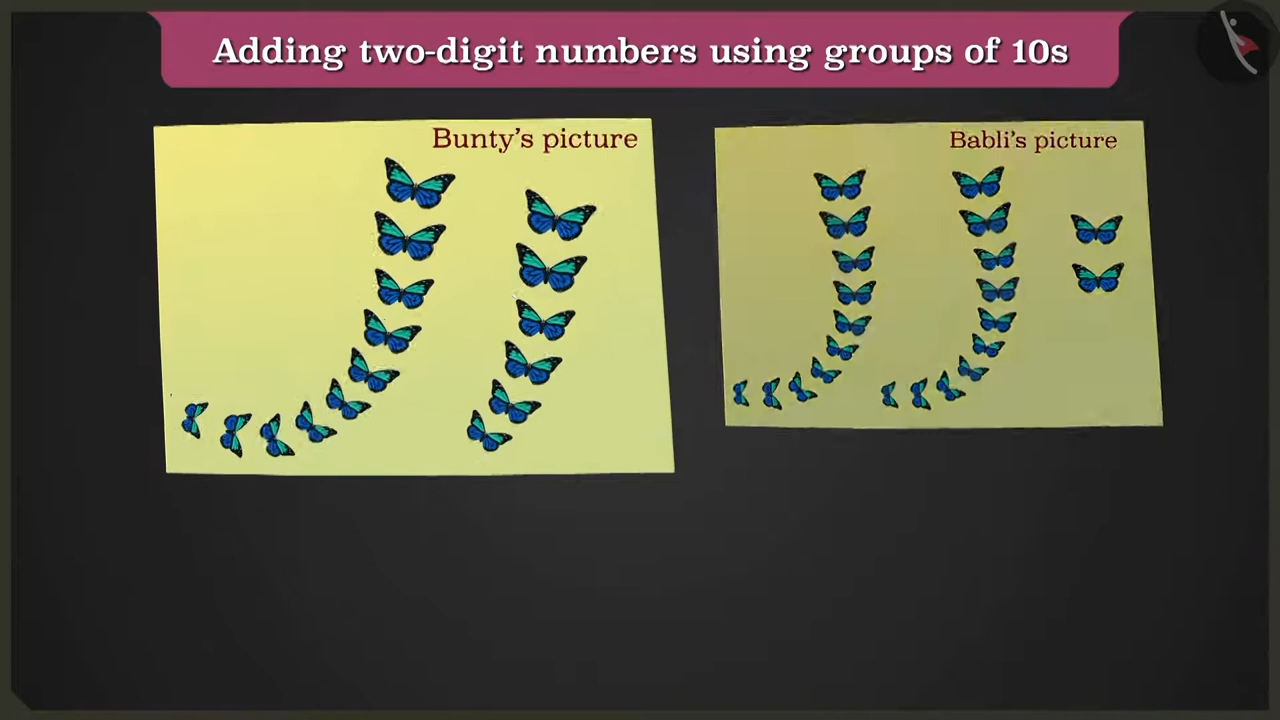 Adding two-digit numbers using groups of 10s
Bunty's picture
Babli's picture